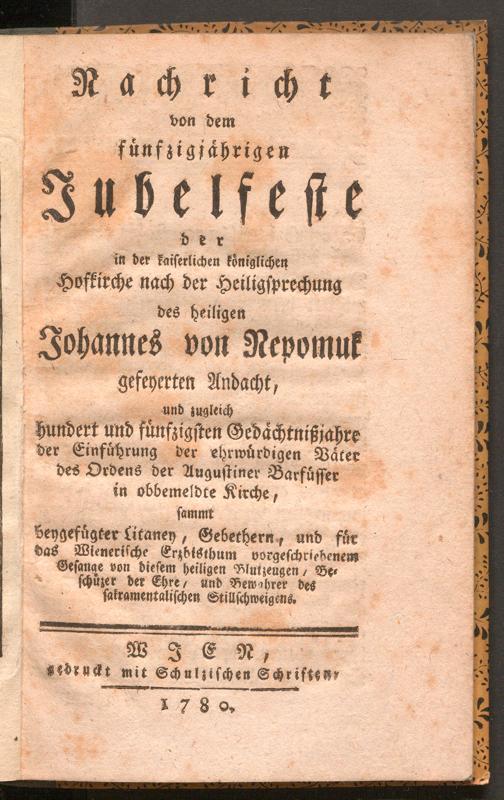 Nachricht
von dem
fünfzigjährigen
Jubelfeste
der
in der kaiserlichen königlichen
Hofkirche nach der Heiligsprechung
des heiligen
Johannes von Nepomuk
gefeyerten Andacht,
und zugleich
hundert und fünfzigsten Gedächtnißjahre
der Einführung der ehrwürdigen Väter
des Ordens der Augustiner Barfüsser
in obbemeldte Kirche,
sammt
beygefügter Litaney, Gebethern, und für
das Wienerische Erzbisthum vorgeschriebenem
Gesange von diesem heiligen Blutzeugen, Be-
schüzer der Ehre, und Bewahrer des
sakramentalischen Stillschweigens.
WIEN,
gedruckt mit Schulzischen Schriften,
1780.